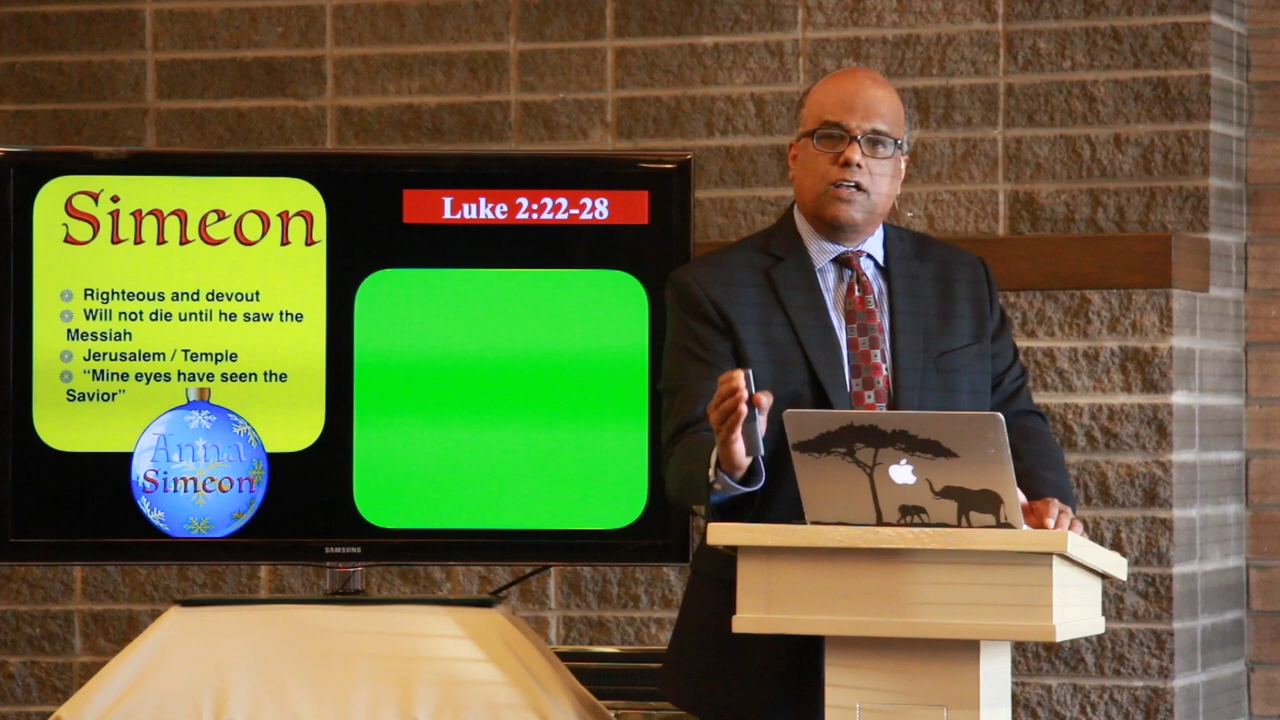 Simeon
Luke 2:22-28
Righteous and devout
Will not die until he saw the
Messiah
Jerusalem / Temple
“Mine eyes have seen the
Savior”
Anna,
Simeon
SAMSUNG